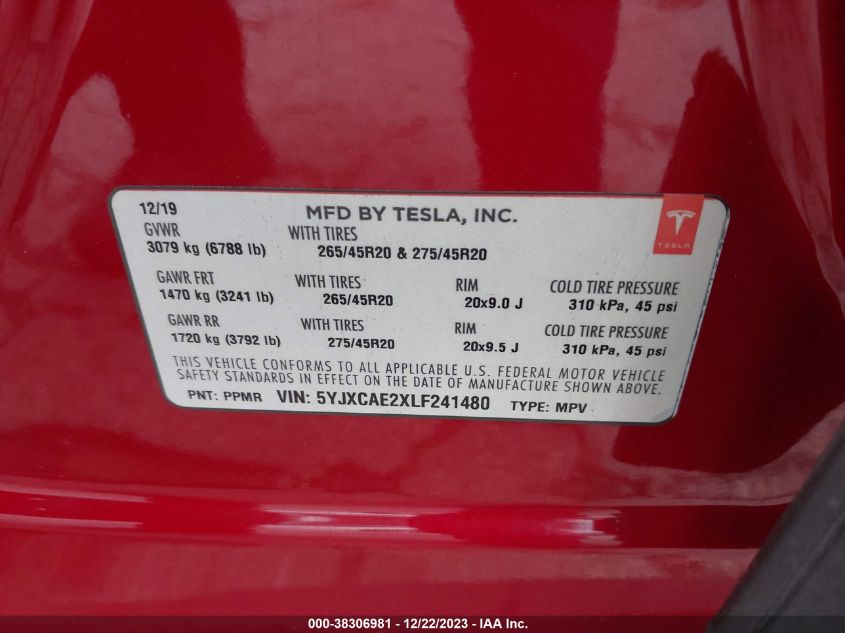 12/19 MFD BY TESLA, INC.
GVWR WITH TIRES
3079 kg (6788 lb) 265/45R20 & 275/45R20
TESLA
GAWR FRT WITH TIRES RIM COLD TIRE PRESSURE
1470 kg (3241 lb) 265/45R20 20x9.0 J 310 kPa, 45 psi
GAWR RR WITH TIRES RIM COLD TIRE PRESSURE
1720 kg (3792 lb) 275/45R20 20x9.5 J 310 kPa, 45 psi
THIS VEHICLE CONFORMS TO ALL APPLICABLE U.S. FEDERAL MOTOR VEHICLE
SAFETY STANDARDS IN EFFECT ON THE DATE OF MANUFACTURE SHOWN ABOVE.
PNT: PPMR VIN: 5YJXCAE2XLF241480 TYPE: MPV
000-38306981 - 12/22/2023 - IAA Inc.